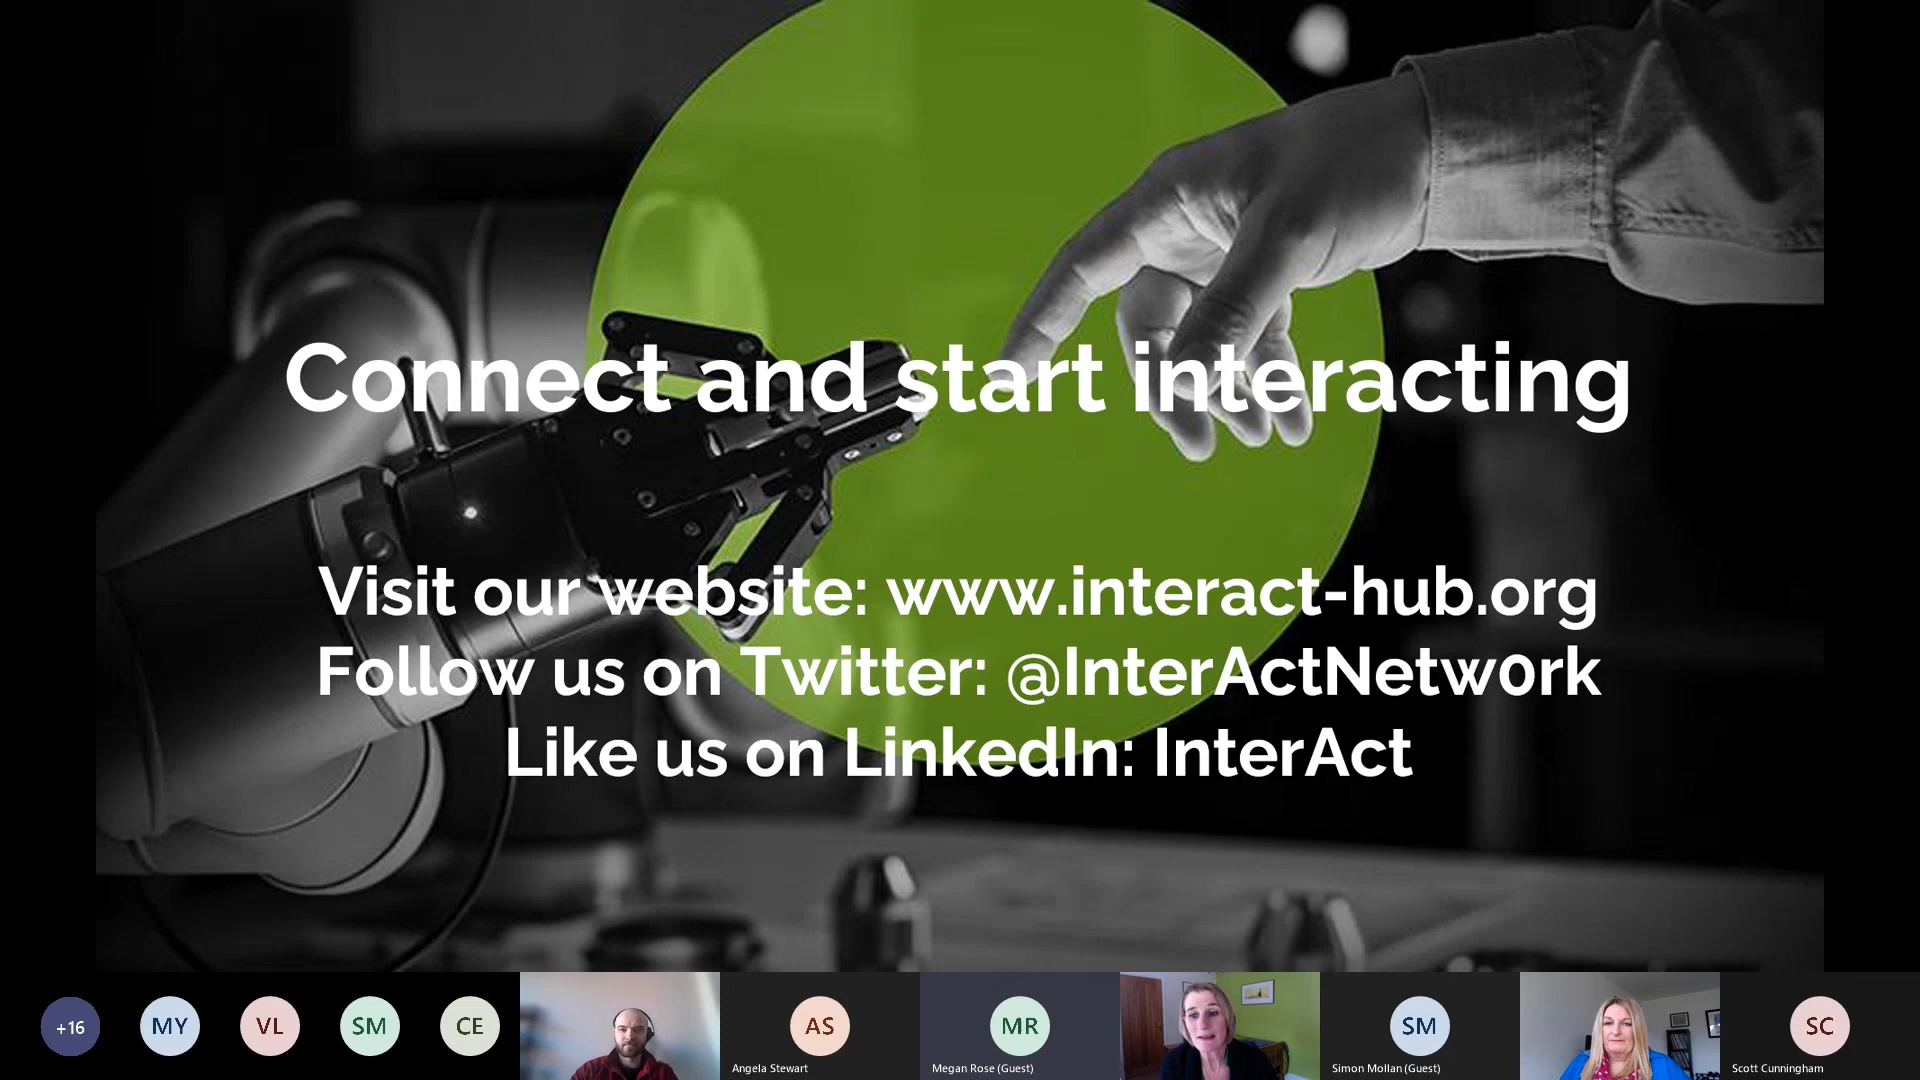 Connect and start interacting
Visit our website: www.interact-hub.org
Follow us on Twitter: @InterActNetw0rk
Like us on LinkedIn: InterAct
+16
MY
VL
SM
CE
AS
Angela Stewart
MR
Megan Rose (Guest)
SM
Simon Mollan (Guest)
SC
Scott Cunningham